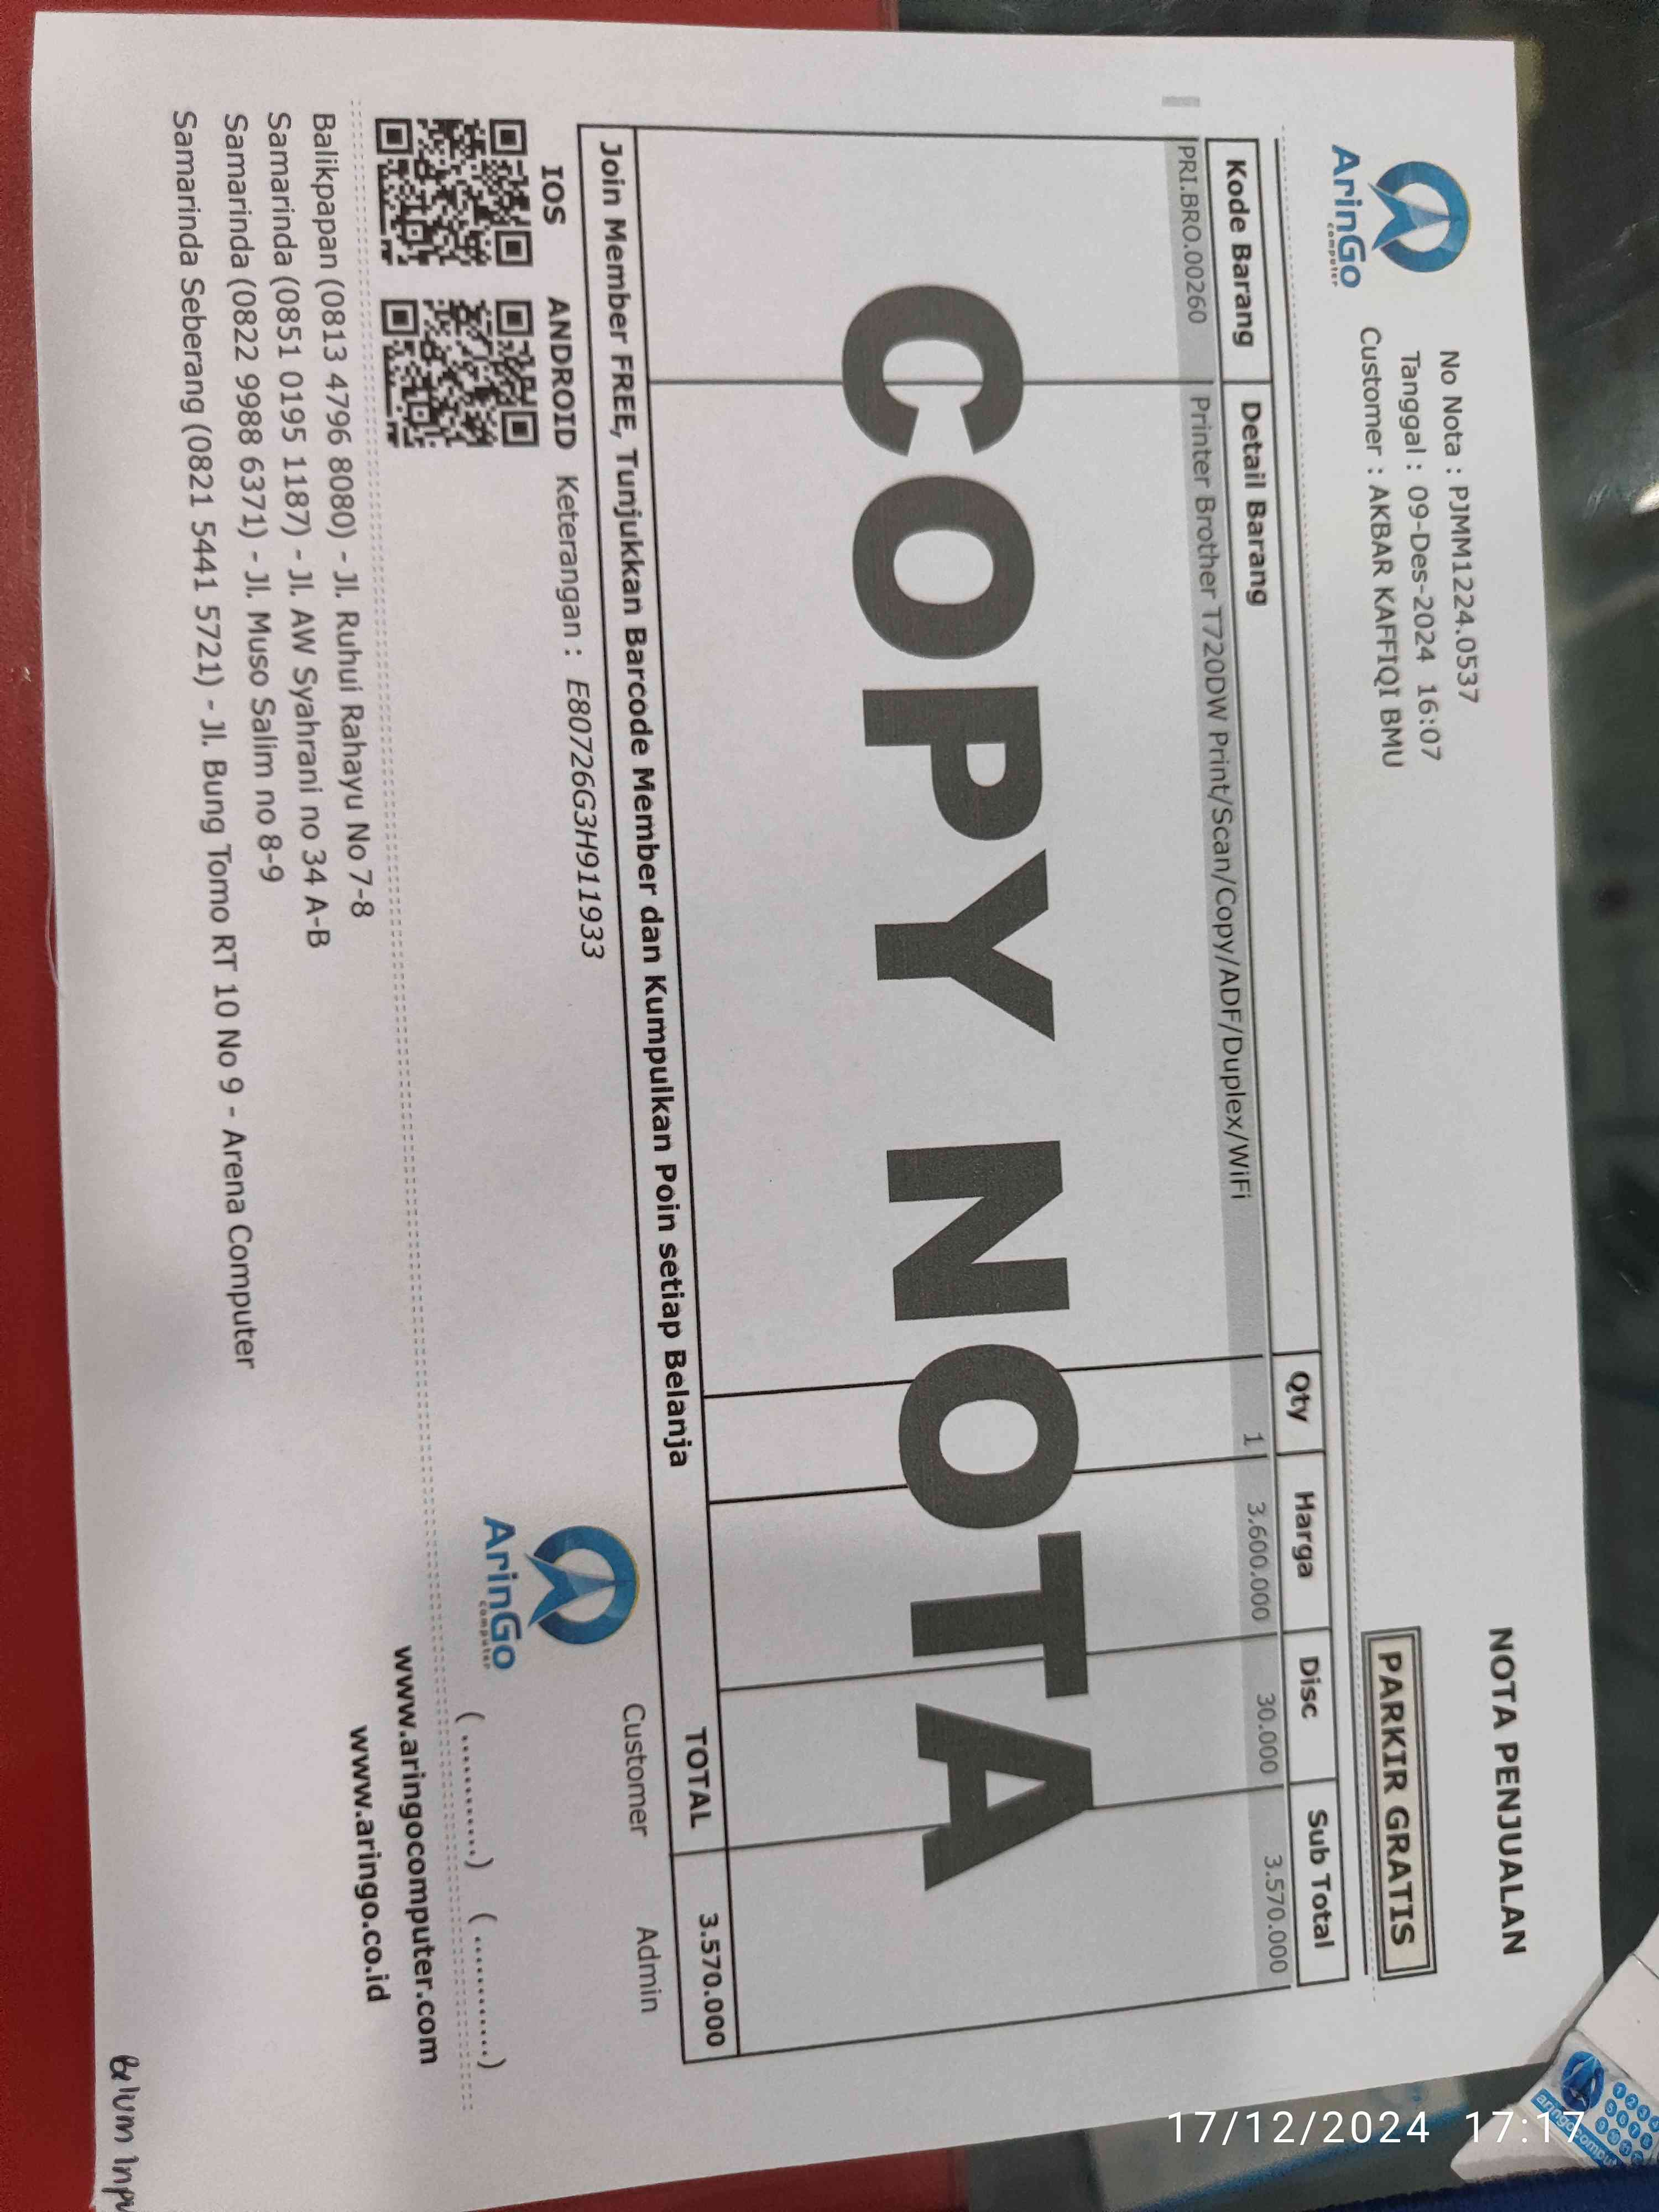 ArinGo
computer
NOTA PENJUALAN
No Nota : PJMM1224.0537
Tanggal : 09-Des-2024 16:07
Customer : AKBAR KAFFIQI BMU
PARKIR GRATIS
Kode Barang Detail Barang Qty Harga Disc Sub Total
PRI.BRO.00260 Printer Brother T720DW Print/Scan/Copy/ADF/Duplex/WiFi 1 3.600.000 30.000 3.570.000
COPY NOTA
Join Member FREE, Tunjukkan Barcode Member dan Kumpulkan Poin setiap Belanja TOTAL 3.570.000
IOS ANDROID Keterangan : E80726G3H911933
Customer Admin
ArinGo
computer
( ...........) ( ...........)
Balikpapan (0813 4796 8080) - Jl. Ruhui Rahayu No 7-8
Samarinda (0851 0195 1187) - Jl. AW Syahrani no 34 A-B
Samarinda (0822 9988 6371) - Jl. Muso Salim no 8-9
Samarinda Seberang (0821 5441 5721) - Jl. Bung Tomo RT 10 No 9 - Arena Computer
www.aringocomputer.com
www.aringo.co.id
Belum
17/12/2024 17:17